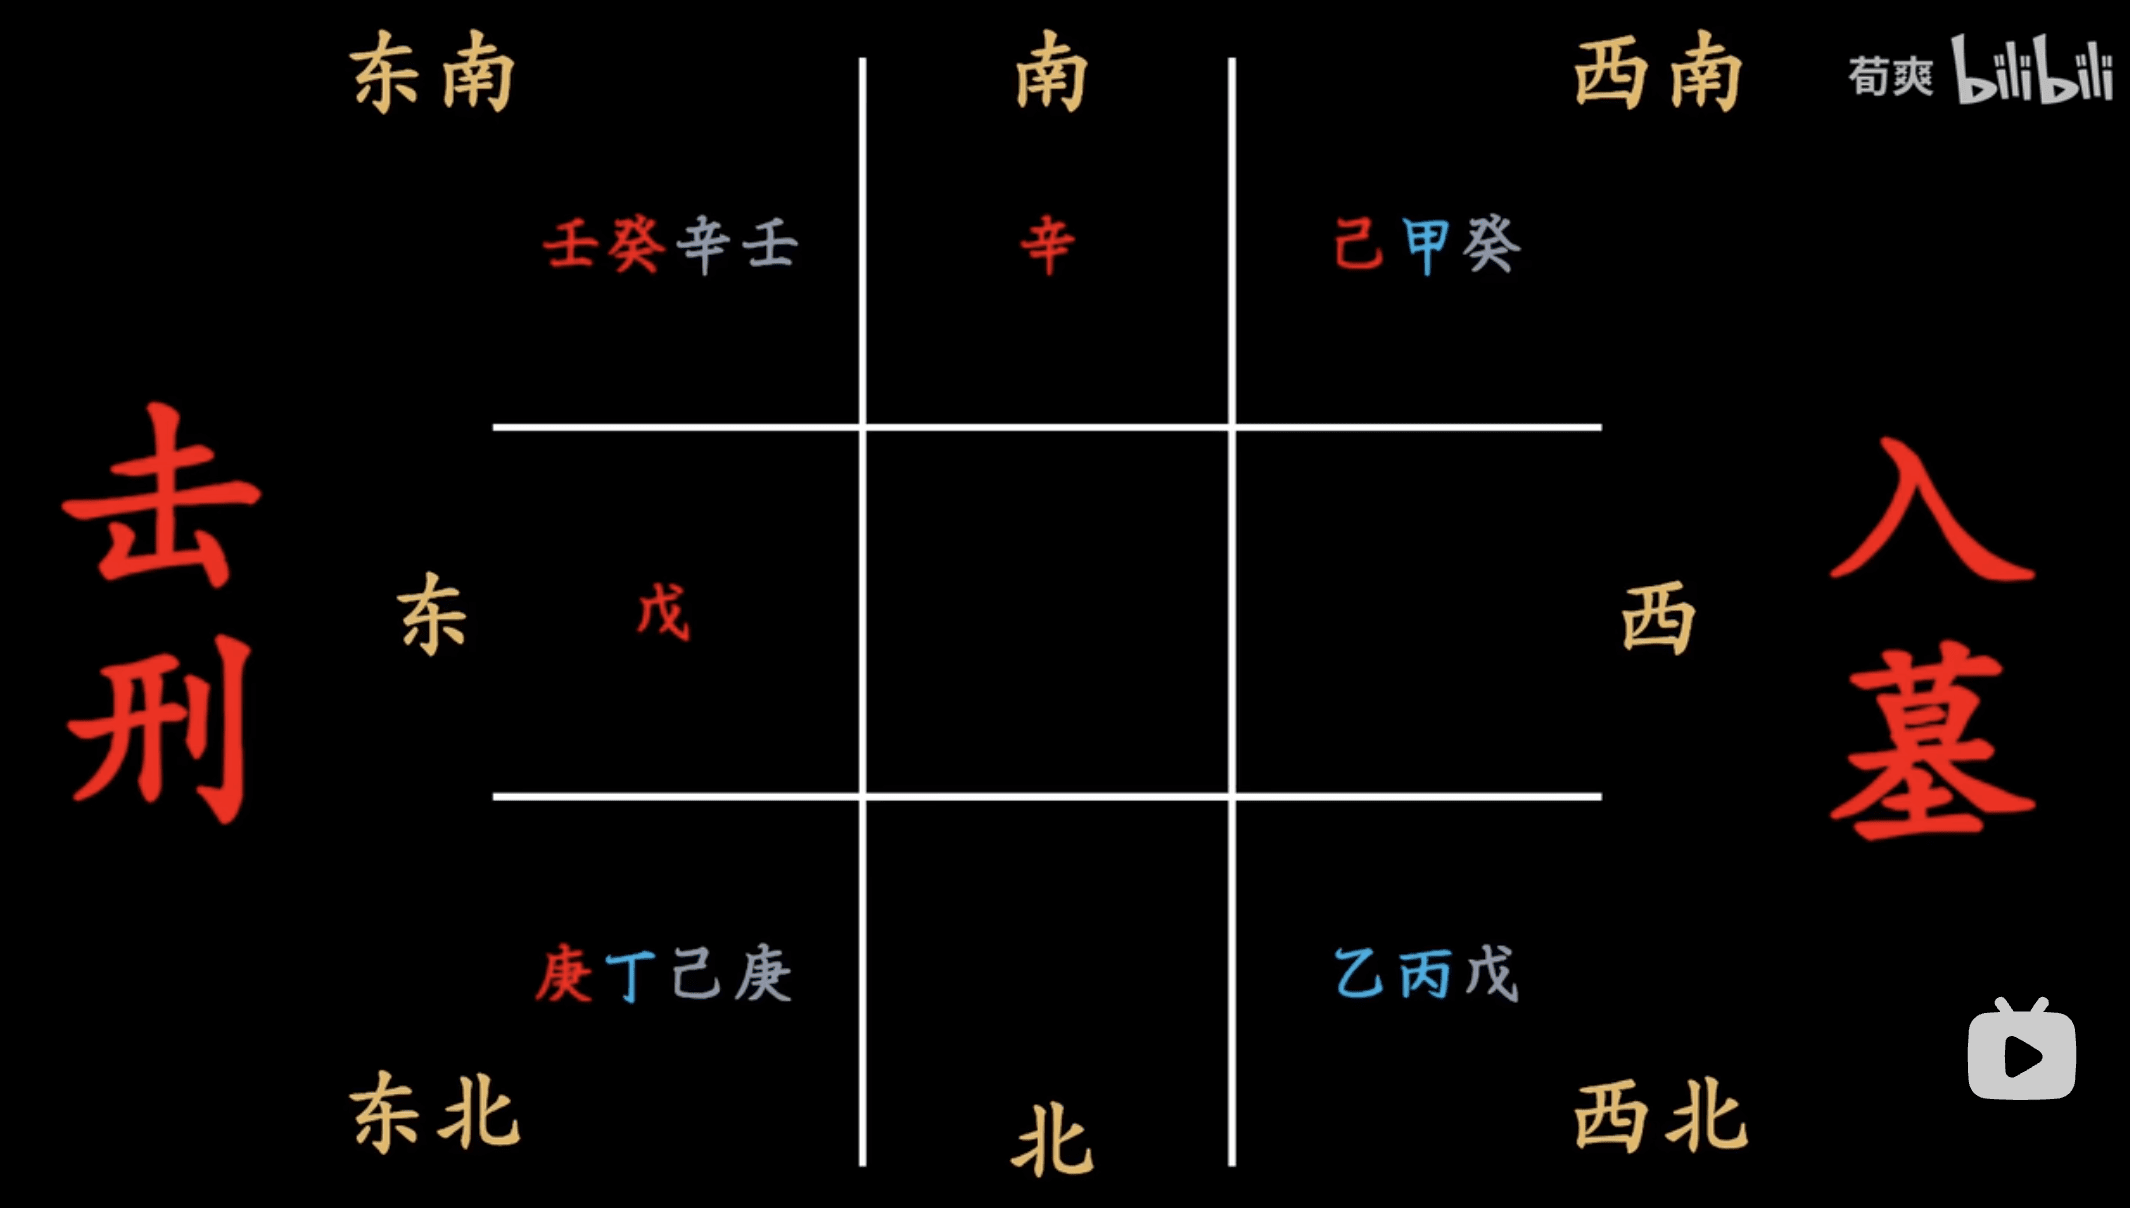 东南 南 西南
荀爽 bilibili
壬癸辛壬 辛 己甲癸
击刑
入墓
东 戊 西
庚丁己庚 乙丙戊
东北 北 西北